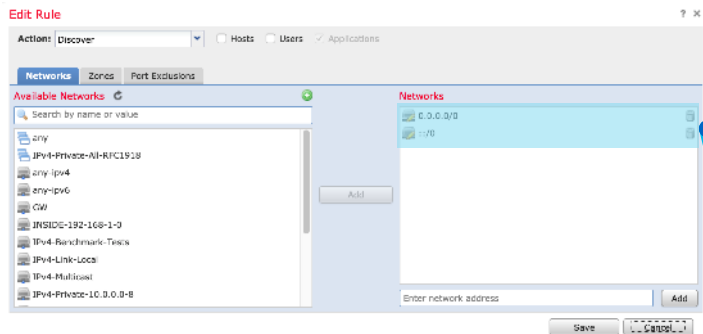 Edit Rule ? ×
Action: Discover Hosts Users ✓ Applications
Networks Zones Port Exclusions
Available Networks
Search by name or value
any
IPv4-Private-All-RFC1918
any-ipv4
any-ipv6
GW
INSIDE-192-168-1-0
IPv4-Benchmark-Tests
IPv4-Link-Local
IPv4-Multicast
IPv4-Private-10.0.0.0-8
Add
Networks
0.0.0.0/0
::/0
Enter network address Add
Save Cancel